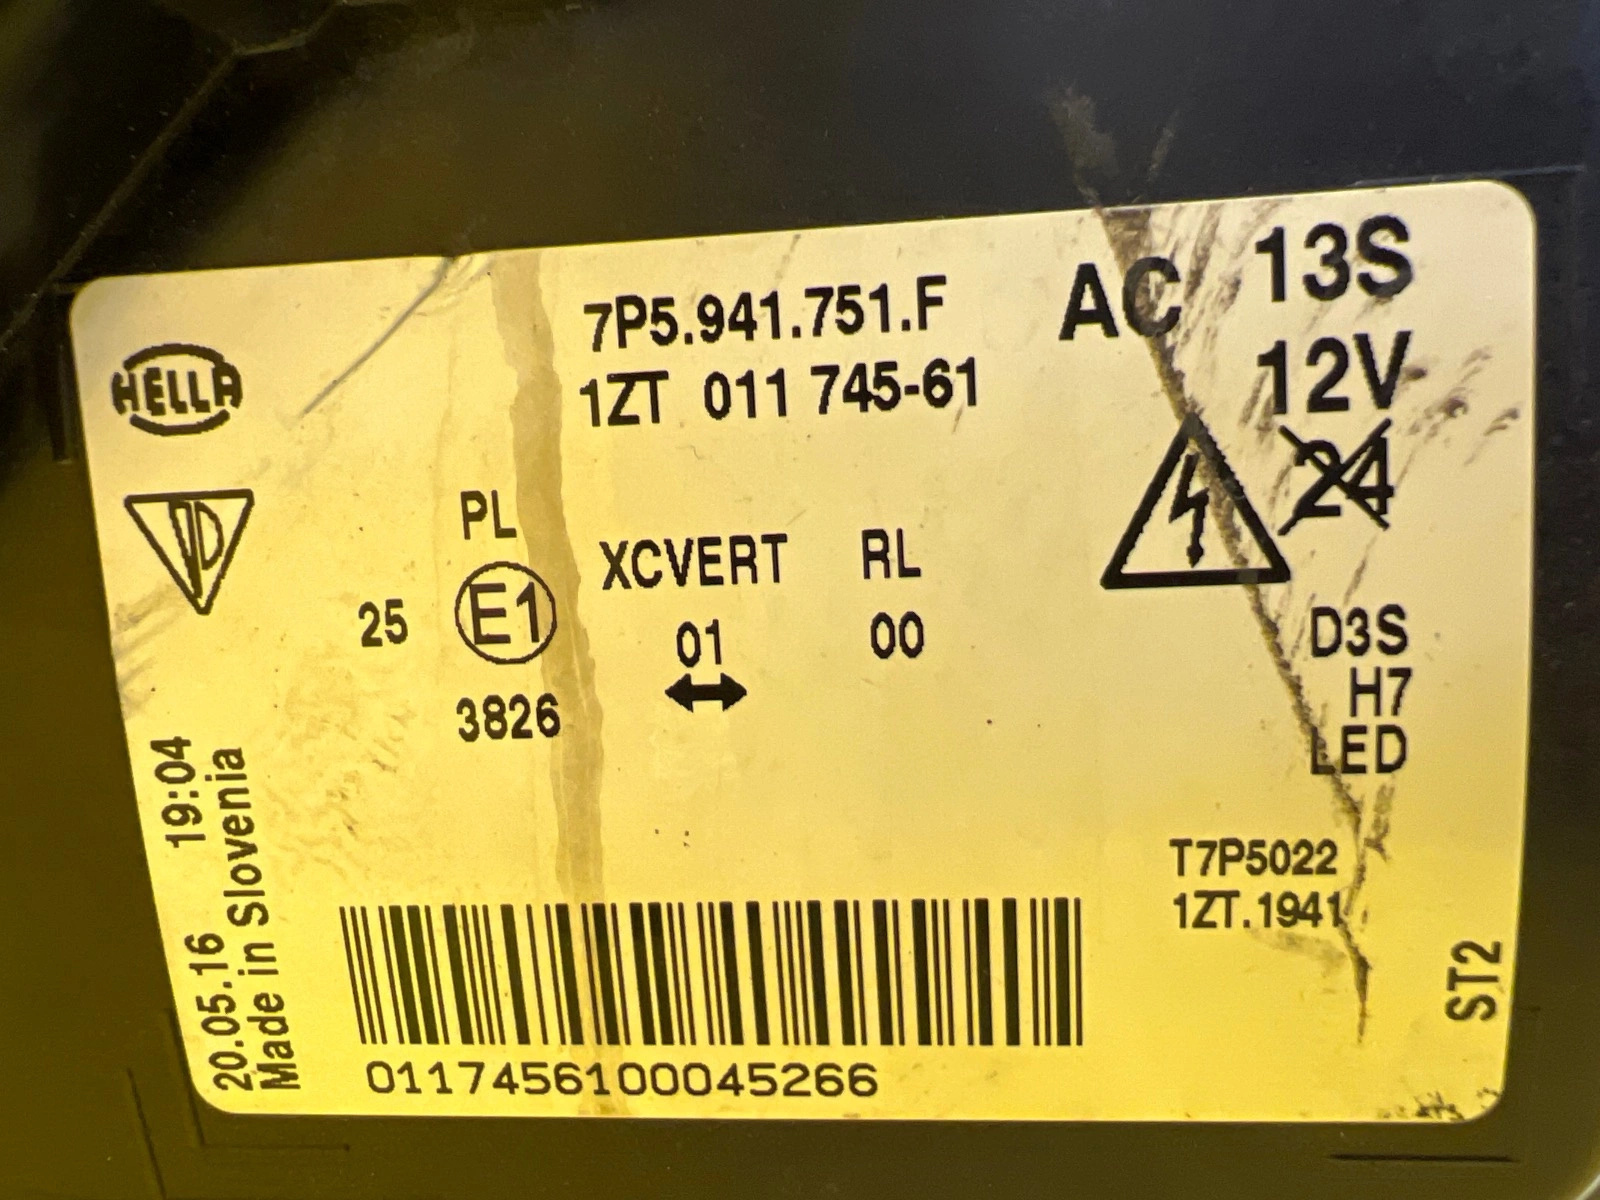 HELLA
7P5.941.751.F
1ZT 011 745-61
AC
13S
12V
24
PL
XCVERT
RL
25
E1
01
00
3826
D3S
H7
LED
T7P5022
1ZT.1941
ST2
20.05.16 19:04
Made in Slovenia
0117456100045266